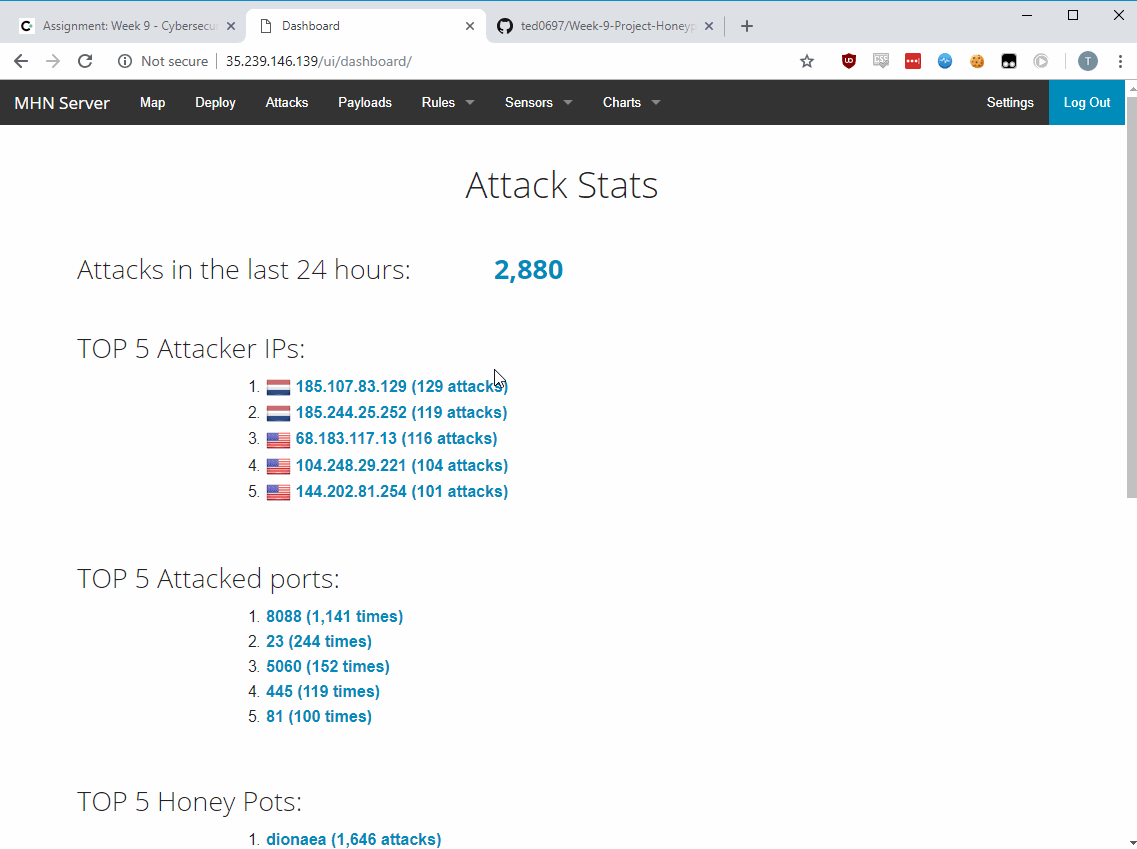 Assignment: Week 9 - Cybersecu
Dashboard
ted0697/Week-9-Project-Honeyp
Not secure | 35.239.146.139/ui/dashboard/
T
MHN Server Map Deploy Attacks Payloads Rules Sensors Charts Settings Log Out
Attack Stats
Attacks in the last 24 hours: 2,880
TOP 5 Attacker IPs:
1. 185.107.83.129 (129 attacks)
2. 185.244.25.252 (119 attacks)
3. 68.183.117.13 (116 attacks)
4. 104.248.29.221 (104 attacks)
5. 144.202.81.254 (101 attacks)
TOP 5 Attacked ports:
1. 8088 (1,141 times)
2. 23 (244 times)
3. 5060 (152 times)
4. 445 (119 times)
5. 81 (100 times)
TOP 5 Honey Pots:
1. dionaea (1,646 attacks)